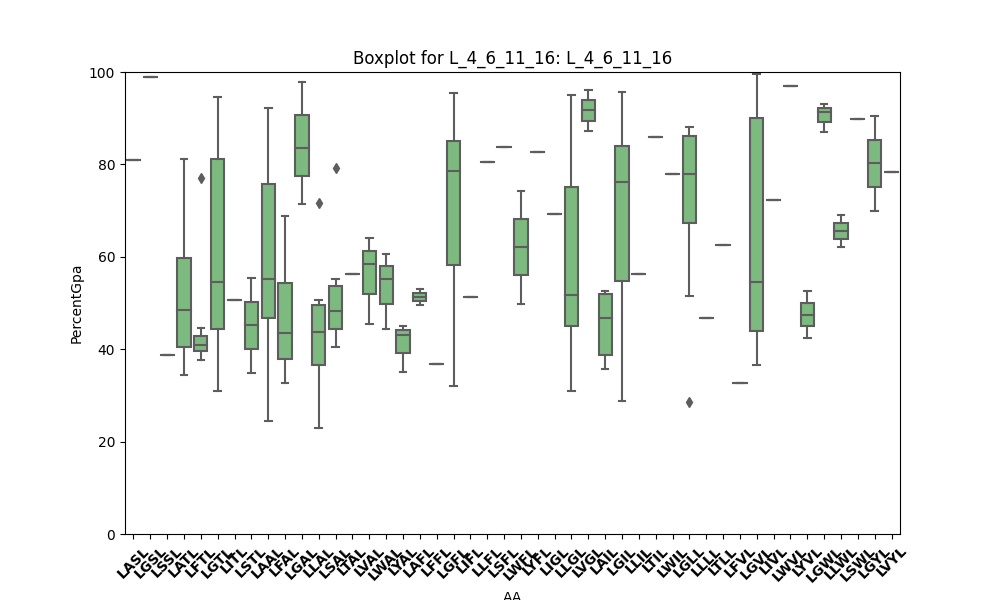 Boxplot for L_4_6_11_16: L_4_6_11_16
PercentGpa
100
80
60
40
20
0
LASL LGSL LSSL LATL LFTL LGTL LITL LSTL LAAL LFAL LGAL LLAL LSAL LTAL LVAL LWAL LYAL LAFL LFFL LGFL LIFL LLFL LSFL LWFL LYFL LIGL LLGL LVGL LAIL LGIL LLIL LTIL LWIL LGLL LLLL LTLL LFVL LGVL LIVL LWVL LYVL LGWL LLWL LSWL LGYL LVYL
AA